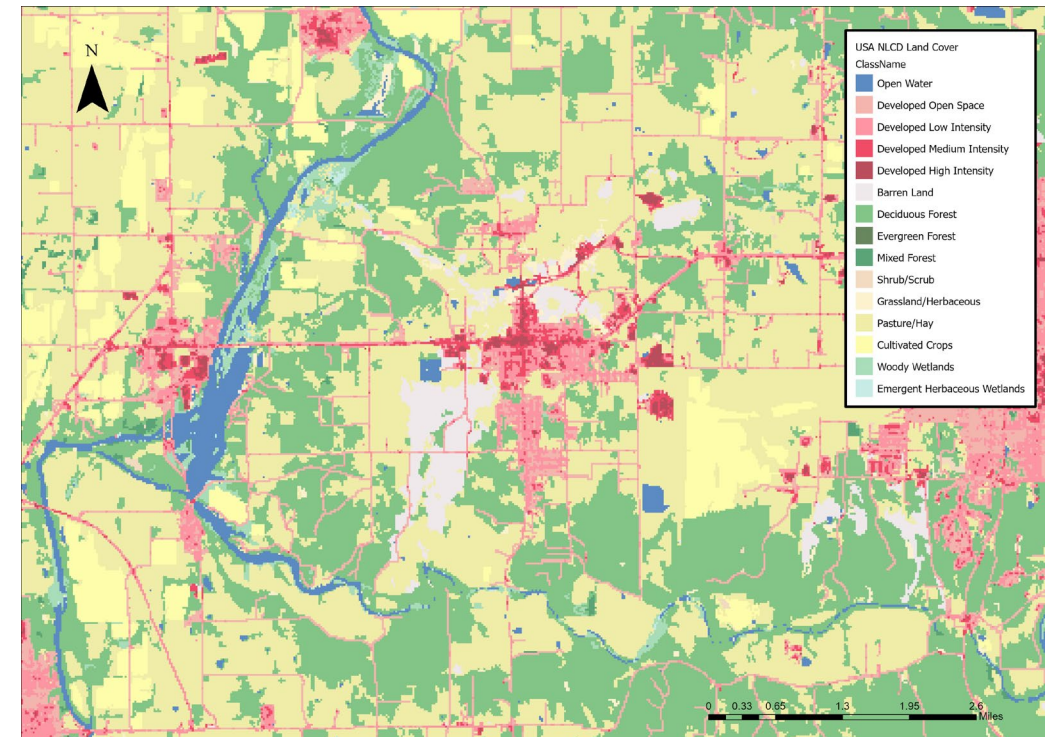 N
USA NLCD Land Cover
ClassName
Open Water
Developed Open Space
Developed Low Intensity
Developed Medium Intensity
Developed High Intensity
Barren Land
Deciduous Forest
Evergreen Forest
Mixed Forest
Shrub/Scrub
Grassland/Herbaceous
Pasture/Hay
Cultivated Crops
Woody Wetlands
Emergent Herbaceous Wetlands
0 0.33 0.65 1.3 1.95 2.6
Miles